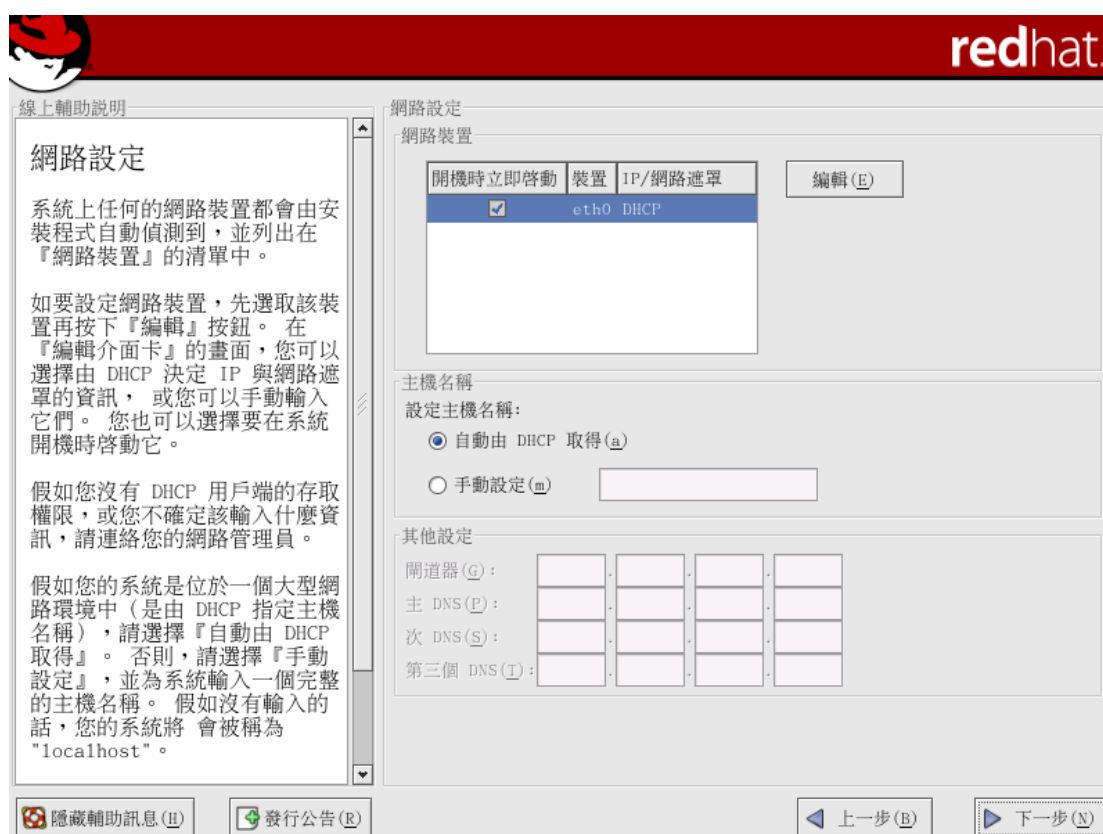 redhat.
線上輔助説明
網路設定
系統上任何的網路裝置都會由安
裝程式自動偵測到，並列出在
『網路裝置』的清單中。
如要設定網路裝置，先選取該裝
置再按下『編輯』按鈕。 在
『編輯介面卡』的畫面，您可以
選擇由 DHCP 決定 IP 與網路遮
罩的資訊， 或您可以手動輸入
它們。 您也可以選擇要在系統
開機時啓動它。
假如您沒有 DHCP 用戶端的存取
權限，或您不確定該輸入什麼資
訊，請連絡您的網路管理員。
假如您的系統是位於一個大型網
路環境中（是由 DHCP 指定主機
名稱），請選擇『自動由 DHCP
取得』。 否則，請選擇『手動
設定』，並為系統輸入一個完整
的主機名稱。 假如沒有輸入的
話，您的系統將 會被稱為
"localhost"。
網路設定
網路裝置
開機時立即啓動 裝置 IP/網路遮罩
eth0 DHCP
編輯(E)
主機名稱
設定主機名稱:
自動由 DHCP 取得(a)
手動設定(m)
其他設定
閘道器(G):
主 DNS(P):
次 DNS(S):
第三個 DNS(T):
隱藏輔助訊息(H)
發行公告(R)
上一步(B)
下一步(N)